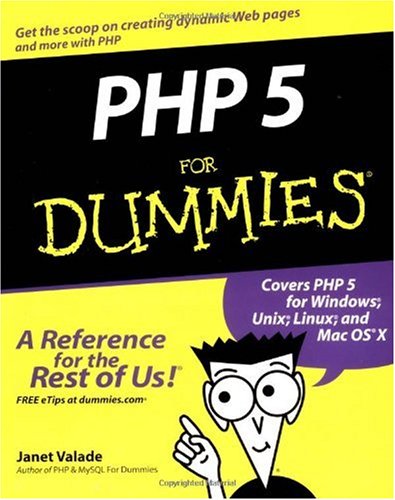 Get the scoop on creating dynamic Web pages
and more with PHP
PHP 5
FOR
DUMMIES®
Covers PHP 5
for Windows®,
Unix®, Linux®, and
Mac OS® X
A Reference
for the
Rest of Us!®
FREE eTips at dummies.com®
Janet Valade
Author of PHP & MySQL For Dummies